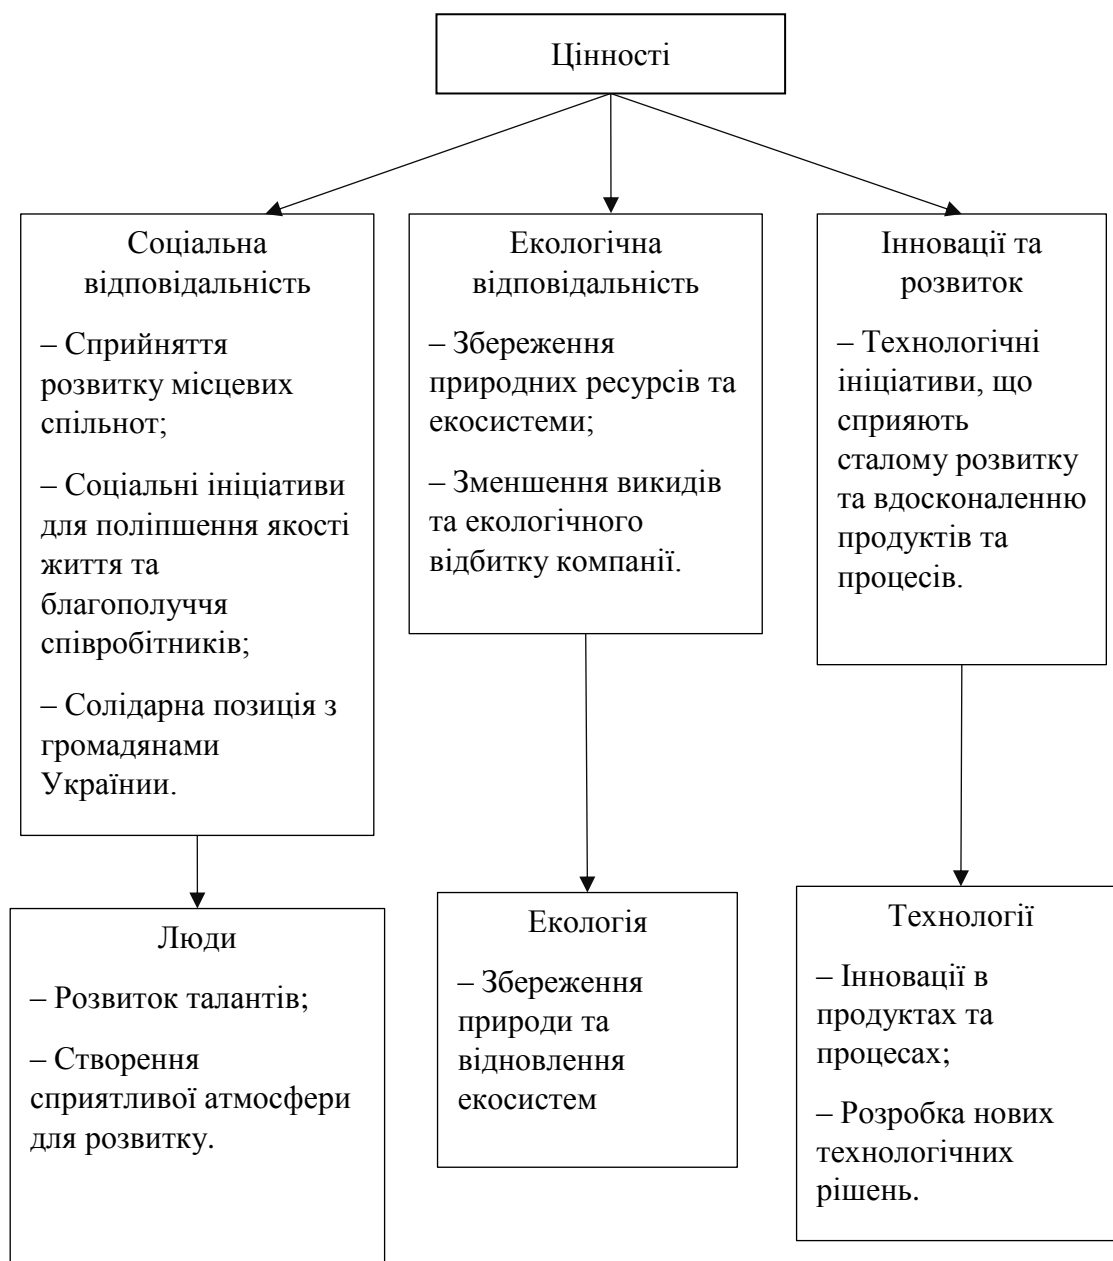 Цінності
Соціальна
відповідальність
– Сприйняття
розвитку місцевих
спільнот;
– Соціальні ініціативи
для поліпшення якості
життя та
благополуччя
співробітників;
– Солідарна позиція з
громадянами
Українии.
Екологічна
відповідальність
– Збереження
природних ресурсів та
екосистеми;
– Зменшення викидів
та екологічного
відбитку компанії.
Інновації та
розвиток
– Технологічні
ініціативи, що
сприяють
сталому розвитку
та вдосконаленню
продуктів та
процесів.
Люди
– Розвиток талантів;
– Створення
сприятливої атмосфери
для розвитку.
Екологія
– Збереження
природи та
відновлення
екосистем
Технології
– Інновації в
продуктах та
процесах;
– Розробка нових
технологічних
рішень.